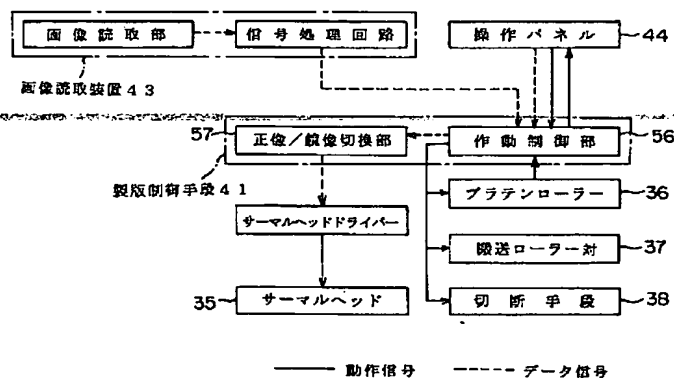 画像読取部
信号処理回路
操作パネル
44
画像読取装置43
57
正像/鏡像切換部
作動制御部
56
製版制御手段41
サーマルヘッドドライバー
プラテンローラー
36
搬送ローラー対
37
35
サーマルヘッド
切断手段
38
動作信号
データ信号